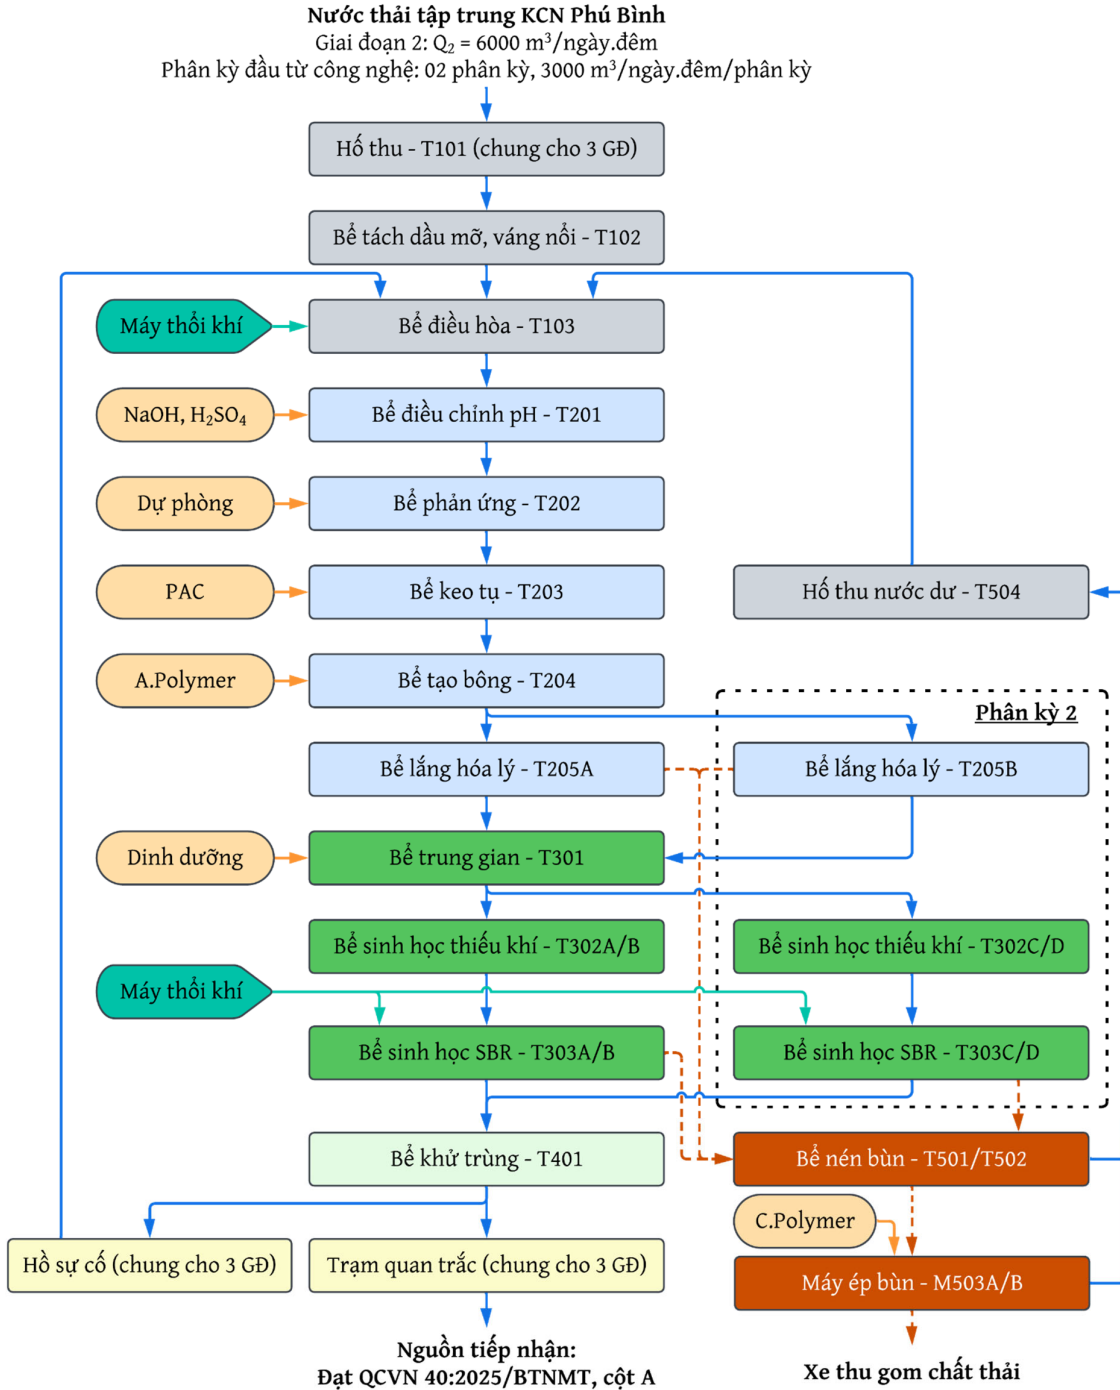 Nước thải tập trung KCN Phú Bình
Giai đoạn 2: Q₂ = 6000 m³/ngày.đêm
Phân kỳ đầu tư công nghệ: 02 phân kỳ, 3000 m³/ngày.đêm/phân kỳ
Hố thu - T101 (chung cho 3 GĐ)
Bể tách dầu mỡ, váng nổi - T102
Máy thổi khí
Bể điều hòa - T103
NaOH, H₂SO₄
Bể điều chỉnh pH - T201
Dự phòng
Bể phản ứng - T202
PAC
Bể keo tụ - T203
Hố thu nước dư - T504
A.Polymer
Bể tạo bông - T204
Phân kỳ 2
Bể lắng hóa lý - T205A
Bể lắng hóa lý - T205B
Dinh dưỡng
Bể trung gian - T301
Bể sinh học thiếu khí - T302A/B
Bể sinh học thiếu khí - T302C/D
Máy thổi khí
Bể sinh học SBR - T303A/B
Bể sinh học SBR - T303C/D
Bể khử trùng - T401
Bể nén bùn - T501/T502
C.Polymer
Hồ sự cố (chung cho 3 GĐ)
Trạm quan trắc (chung cho 3 GĐ)
Máy ép bùn - M503A/B
Nguồn tiếp nhận:
Đạt QCVN 40:2025/BTNMT, cột A
Xe thu gom chất thải